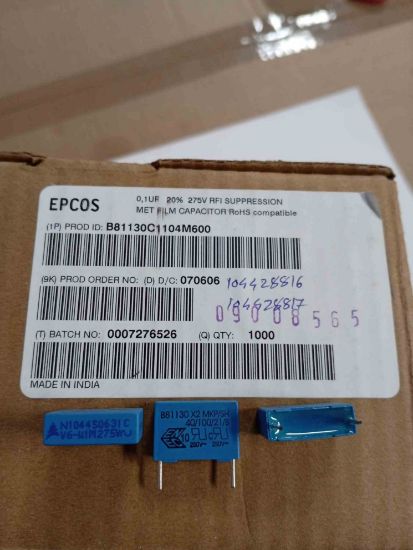 EPCOS
0,1UF 20% 275V RFI SUPPRESSION
MET FILM CAPACITOR RoHS compatible
(1P) PROD ID: B81130C1104M600
(9K) PROD ORDER NO: (D) D/C: 070606
104428816
104428817
09008565
(T) BATCH NO: 0007276526 (Q) QTY: 1000
MADE IN INDIA
B81130 X2 MKP/SH
40/100/21/B
250V~ 250V~